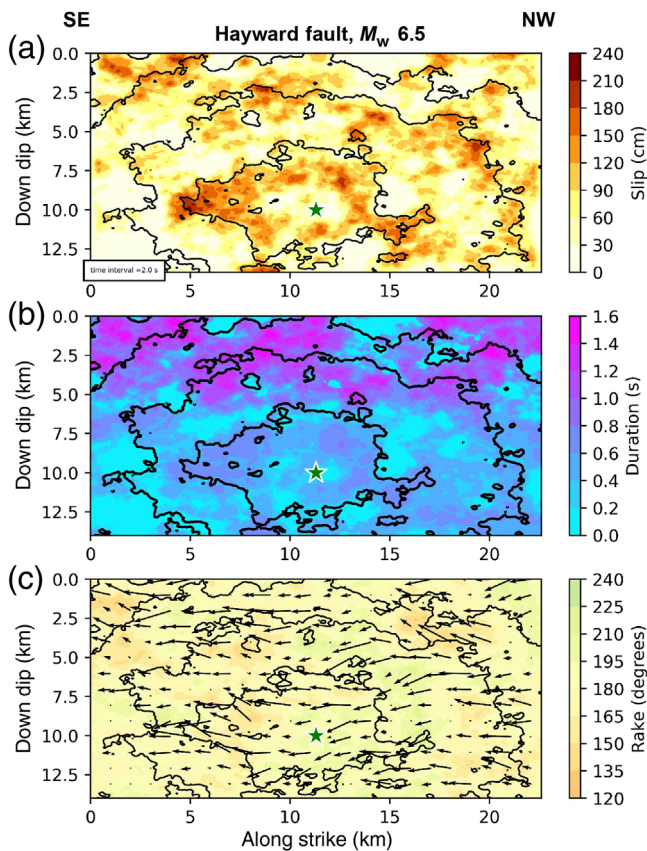 SE
NW
Hayward fault, Mw 6.5
(a)
0.0
2.5
5.0
7.5
10.0
12.5
Down dip (km)
time interval =2.0 s
0 5 10 15 20
240
210
180
150
120
90
60
30
0
Slip (cm)
(b)
0.0
2.5
5.0
7.5
10.0
12.5
Down dip (km)
0 5 10 15 20
1.6
1.4
1.2
1.0
0.8
0.6
0.4
0.2
0.0
Duration (s)
(c)
0.0
2.5
5.0
7.5
10.0
12.5
Down dip (km)
0 5 10 15 20
Along strike (km)
240
225
210
195
180
165
150
135
120
Rake (degrees)